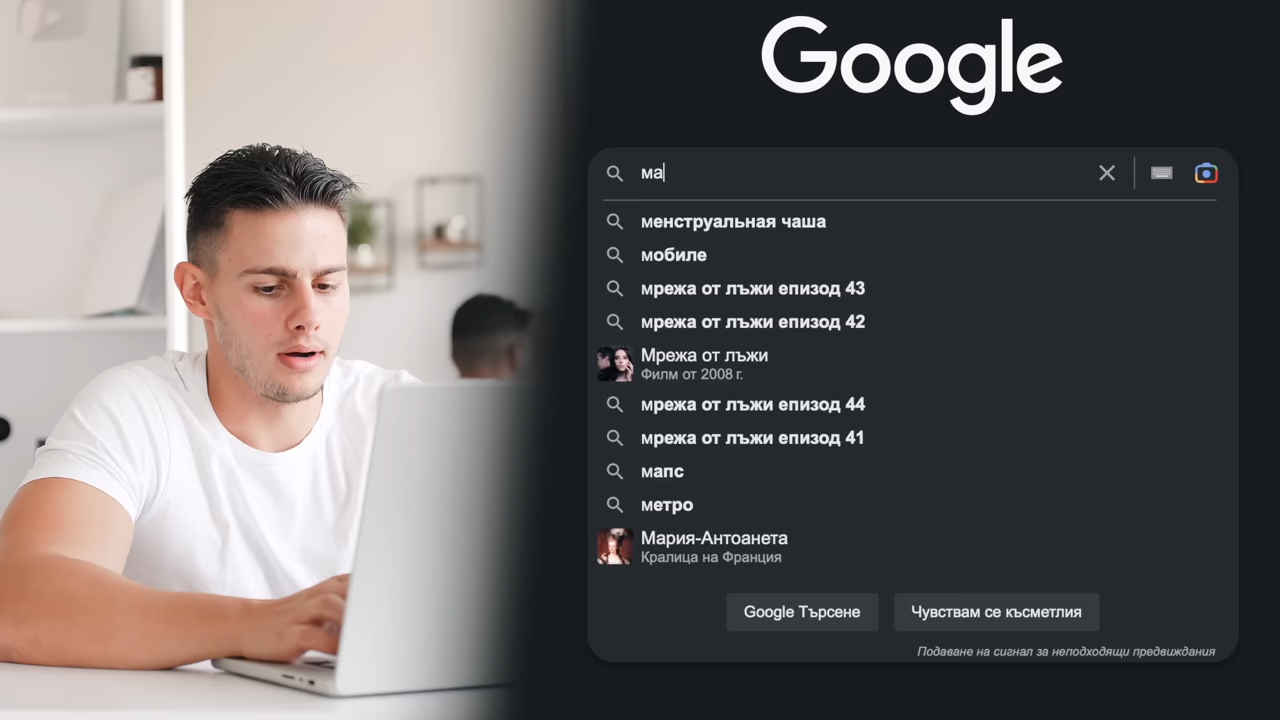 Google
ма
менструальная чаша
мобиле
мрежа от лъжи епизод 43
мрежа от лъжи епизод 42
Мрежа от лъжи
Филм от 2008 г.
мрежа от лъжи епизод 44
мрежа от лъжи епизод 41
мапс
метро
Мария-Антоанета
Кралица на Франция
Google Търсене
Чувствам се късметлия
Подаване на сигнал за неподходящи предвиждания